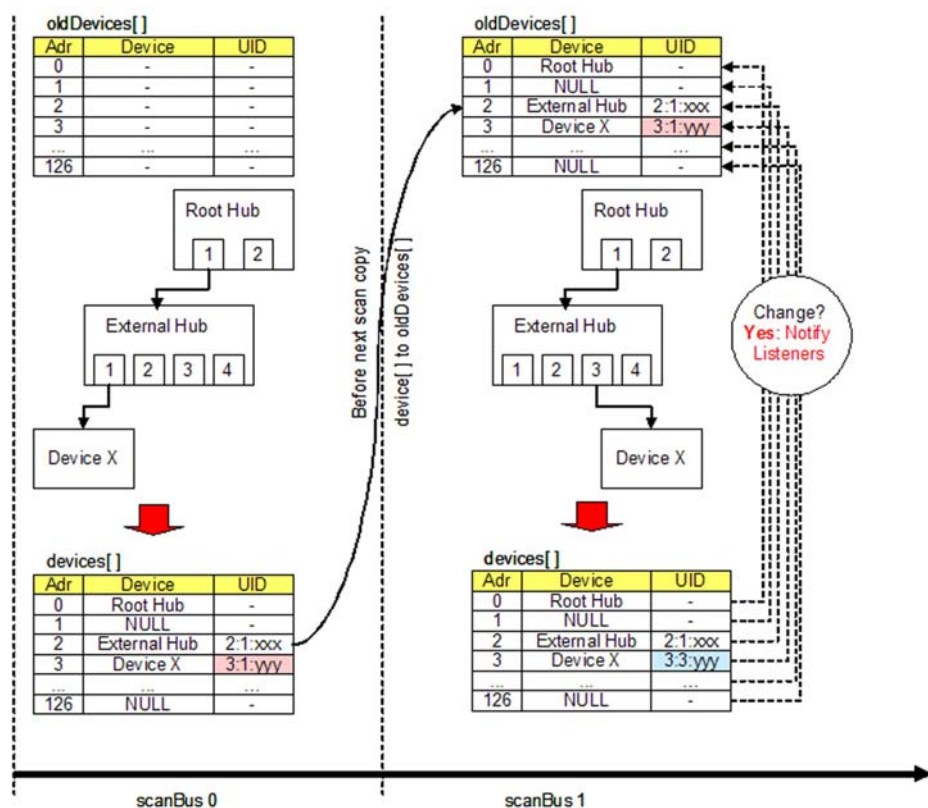 oldDevices[ ]
Adr Device UID
0 - -
1 - -
2 - -
3 - -
... ... ...
126 - -
Root Hub
1 2
External Hub
1 2 3 4
Device X
devices[ ]
Adr Device UID
0 Root Hub -
1 NULL -
2 External Hub 2:1:xxx
3 Device X 3:1:yyy
... ... ...
126 NULL -
Before next scan copy
device[ ] to oldDevices[ ]
oldDevices[ ]
Adr Device UID
0 Root Hub -
1 NULL -
2 External Hub 2:1:xxx
3 Device X 3:1:yyy
... ... ...
126 NULL -
Root Hub
1 2
External Hub
1 2 3 4
Device X
Change?
Yes: Notify
Listeners
devices[ ]
Adr Device UID
0 Root Hub -
1 NULL -
2 External Hub 2:1:xxx
3 Device X 3:3:yyy
... ... ...
126 NULL -
scanBus 0
scanBus 1